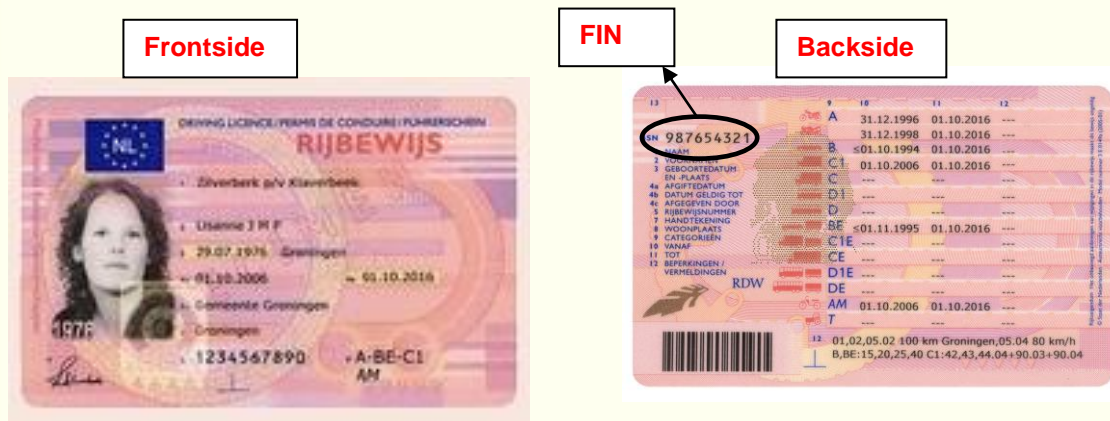 Frontside
FIN
Backside
NL
DRIVING LICENCE/PERMIS DE CONDUIRE/FÜHRERSCHEIN
RIJBEWIJS
Zilverberk p/v Klaverbeek
Lisanne J M F
Groningen
01.10.2006 01.10.2016
Gemeente Groningen
Groningen
1976
1234567890 A-BE-C1
AM
13 9 10 11 12
A 31.12.1996 01.10.2016 ---
SN 987654321
31.12.1998 01.10.2016 ---
1 NAAM B ≤01.10.1994 01.10.2016 ---
2 VOORNAMEN C1 01.10.2006 01.10.2016 ---
3 GEBOORTEDATUM
EN -PLAATS C --- --- ---
4a AFGIFTEDATUM D1 --- --- ---
4b DATUM GELDIG TOT
4c AFGEGEVEN DOOR D --- --- ---
5 RIJBEWIJSNUMMER
7 HANDTEKENING BE ≤01.11.1995 01.10.2016 ---
8 WOONPLAATS C1E --- --- ---
9 CATEGORIEËN
10 VANAF CE --- --- ---
11 TOT
12 BEPERKINGEN / D1E --- --- ---
VERMELDINGEN
RDW DE --- --- ---
AM 01.10.2006 01.10.2016 ---
T --- --- ---
12 01,02,05.02 100 km Groningen,05.04 80 km/h
B,BE:15,20,25,40 C1:42,43,44.04+90.03+90.04